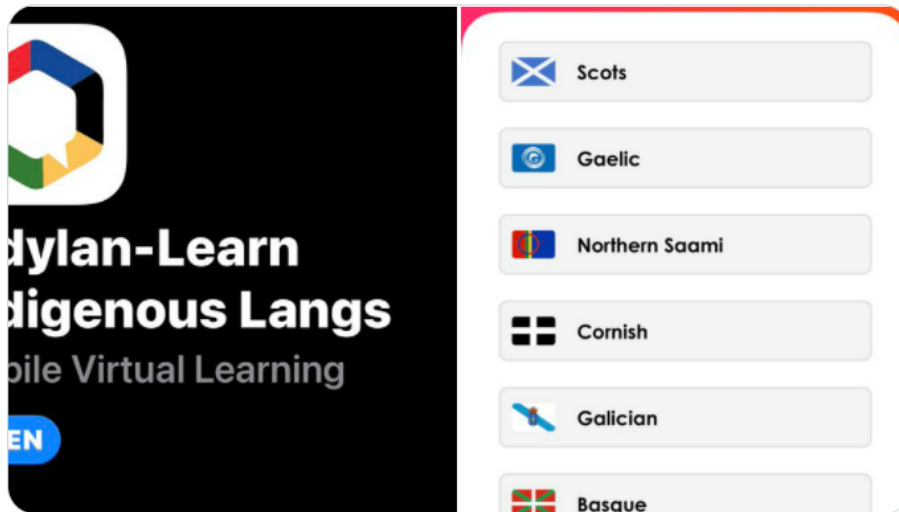 dylan-Learn
digenous Langs
bile Virtual Learning
EN
Scots
Gaelic
Northern Saami
Cornish
Galician
Basque